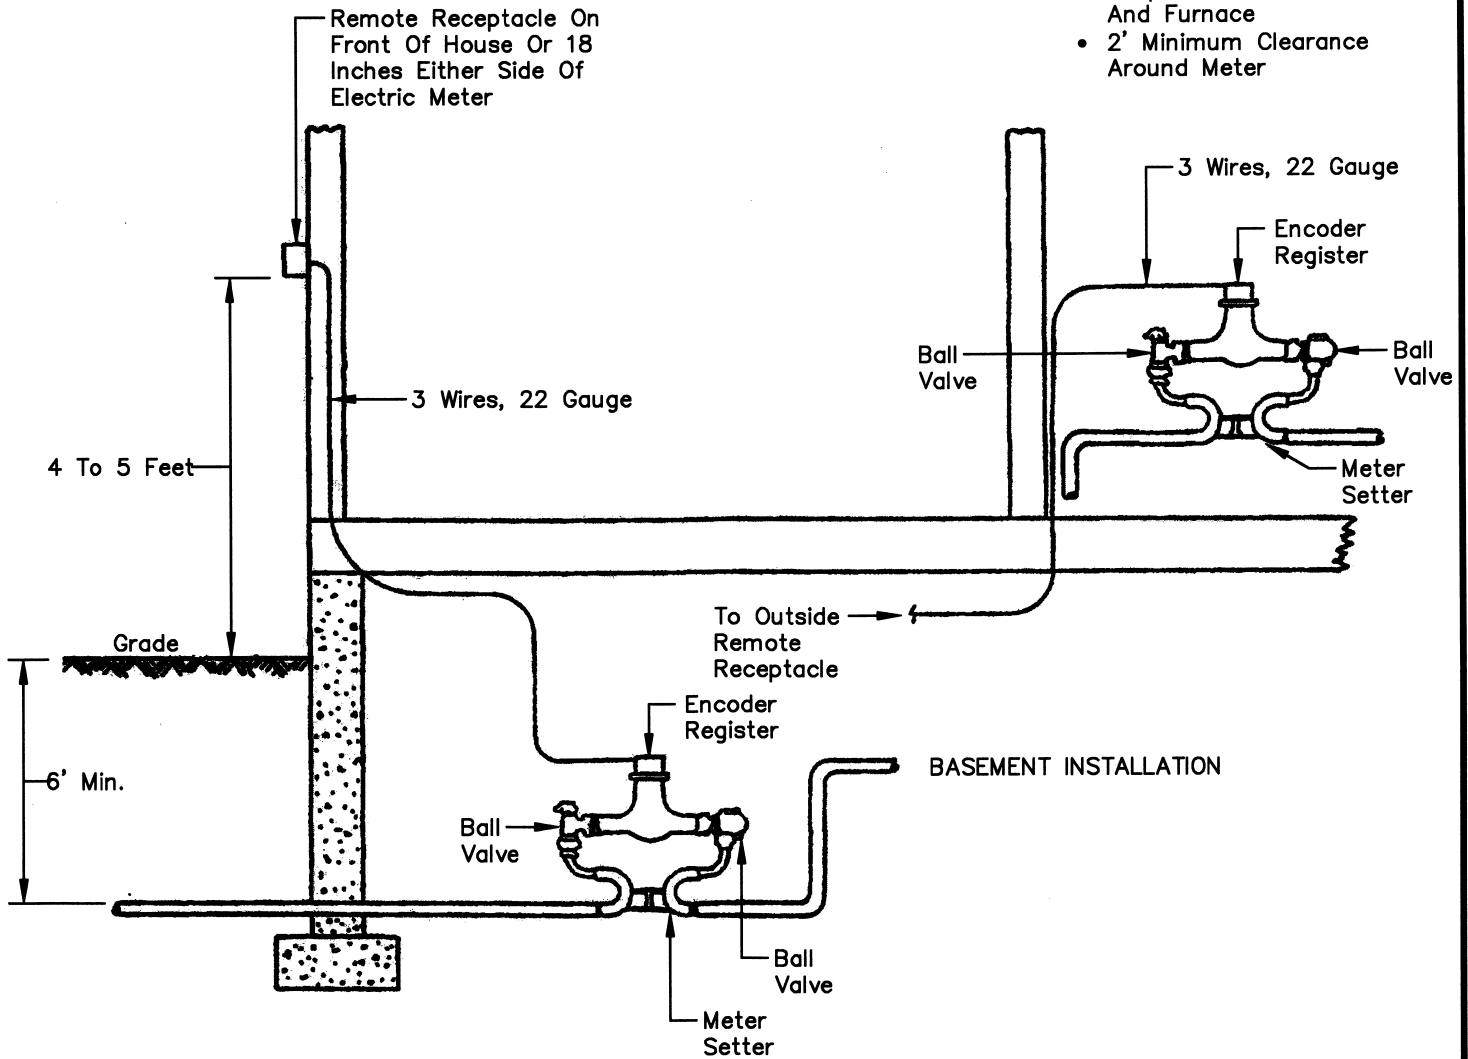 Remote Receptacle On
Front Of House Or 18
Inches Either Side Of
Electric Meter
And Furnace
• 2' Minimum Clearance
Around Meter
3 Wires, 22 Gauge
Encoder
Register
Ball
Valve
Ball
Valve
3 Wires, 22 Gauge
4 To 5 Feet
Meter
Setter
To Outside
Remote
Receptacle
Grade
Encoder
Register
6' Min.
BASEMENT INSTALLATION
Ball
Valve
Ball
Valve
Meter
Setter